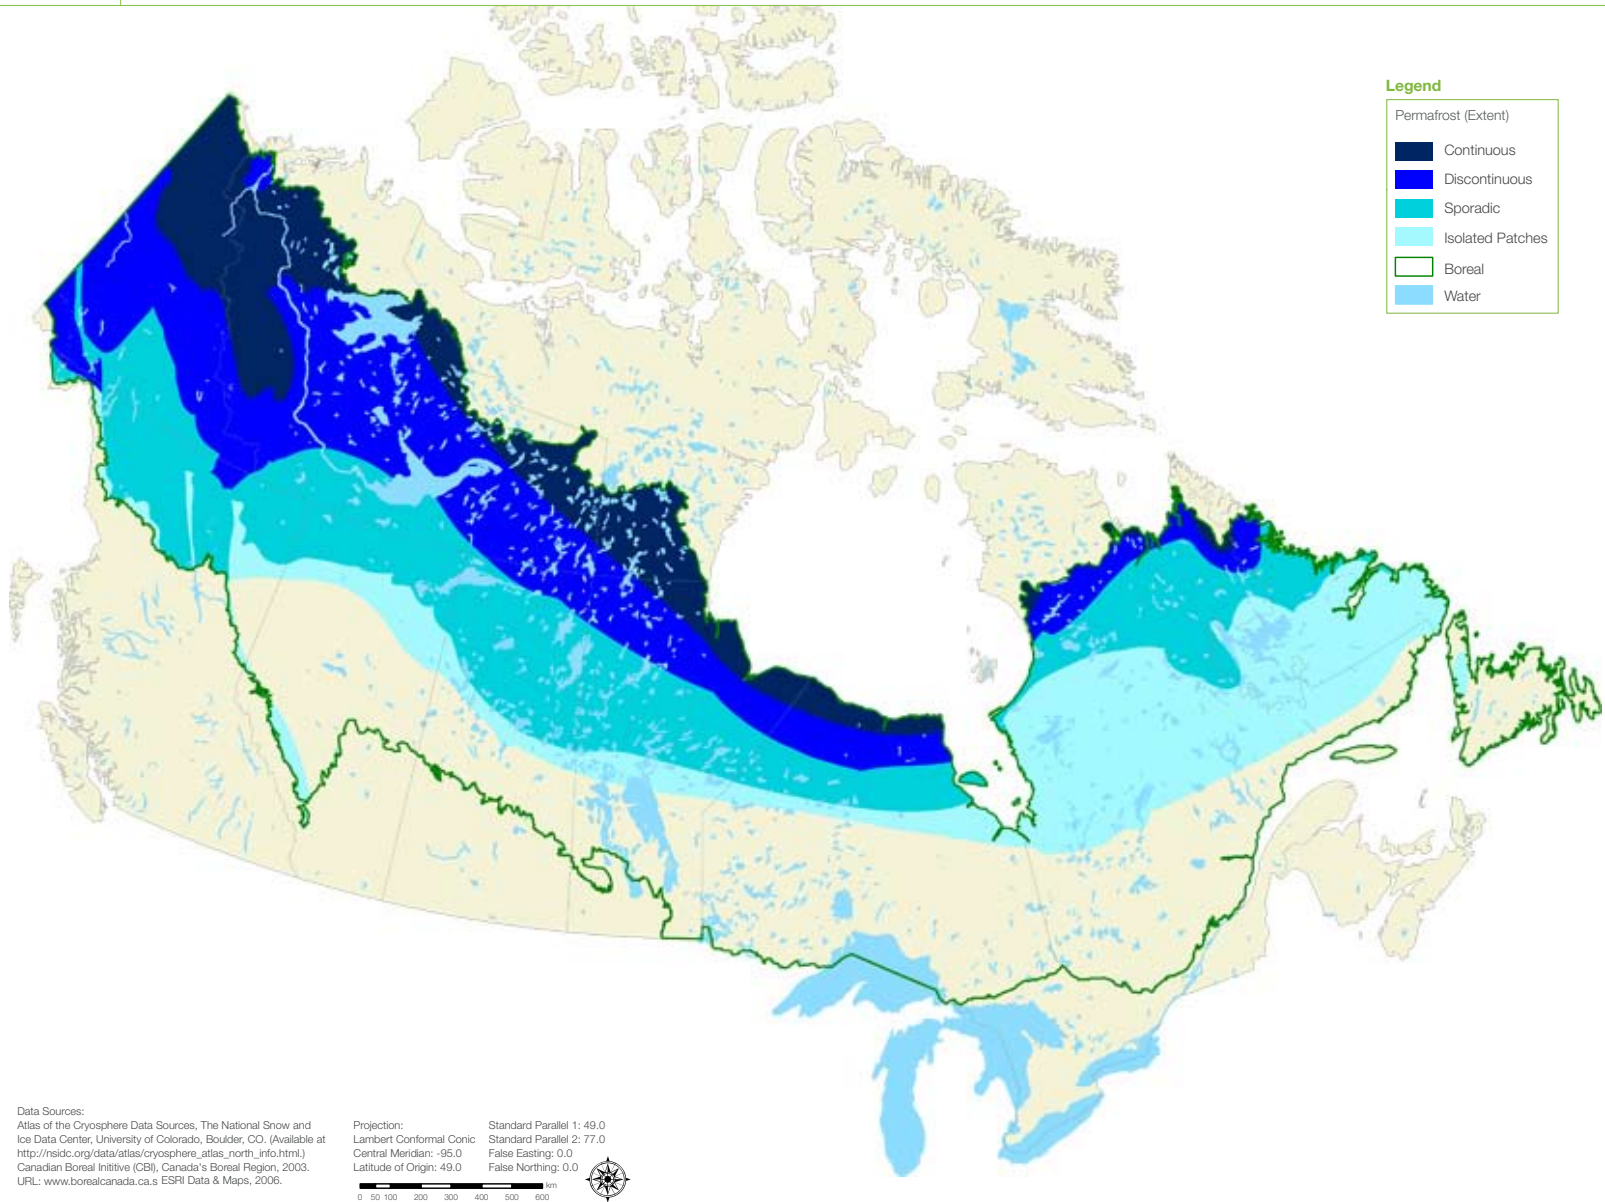 Legend
Permafrost (Extent)
Continuous
Discontinuous
Sporadic
Isolated Patches
Boreal
Water
Data Sources:
Atlas of the Cryosphere Data Sources, The National Snow and
Ice Data Center, University of Colorado, Boulder, CO. (Available at
http://nsidc.org/data/atlas/cryosphere_atlas_north_info.html.)
Canadian Boreal Inititive (CBI), Canada's Boreal Region, 2003.
URL: www.borealcanada.ca.s ESRI Data & Maps, 2006.
Projection:
Lambert Conformal Conic
Central Meridian: -95.0
Latitude of Origin: 49.0
Standard Parallel 1: 49.0
Standard Parallel 2: 77.0
False Easting: 0.0
False Northing: 0.0
km
0 50 100 200 300 400 500 600